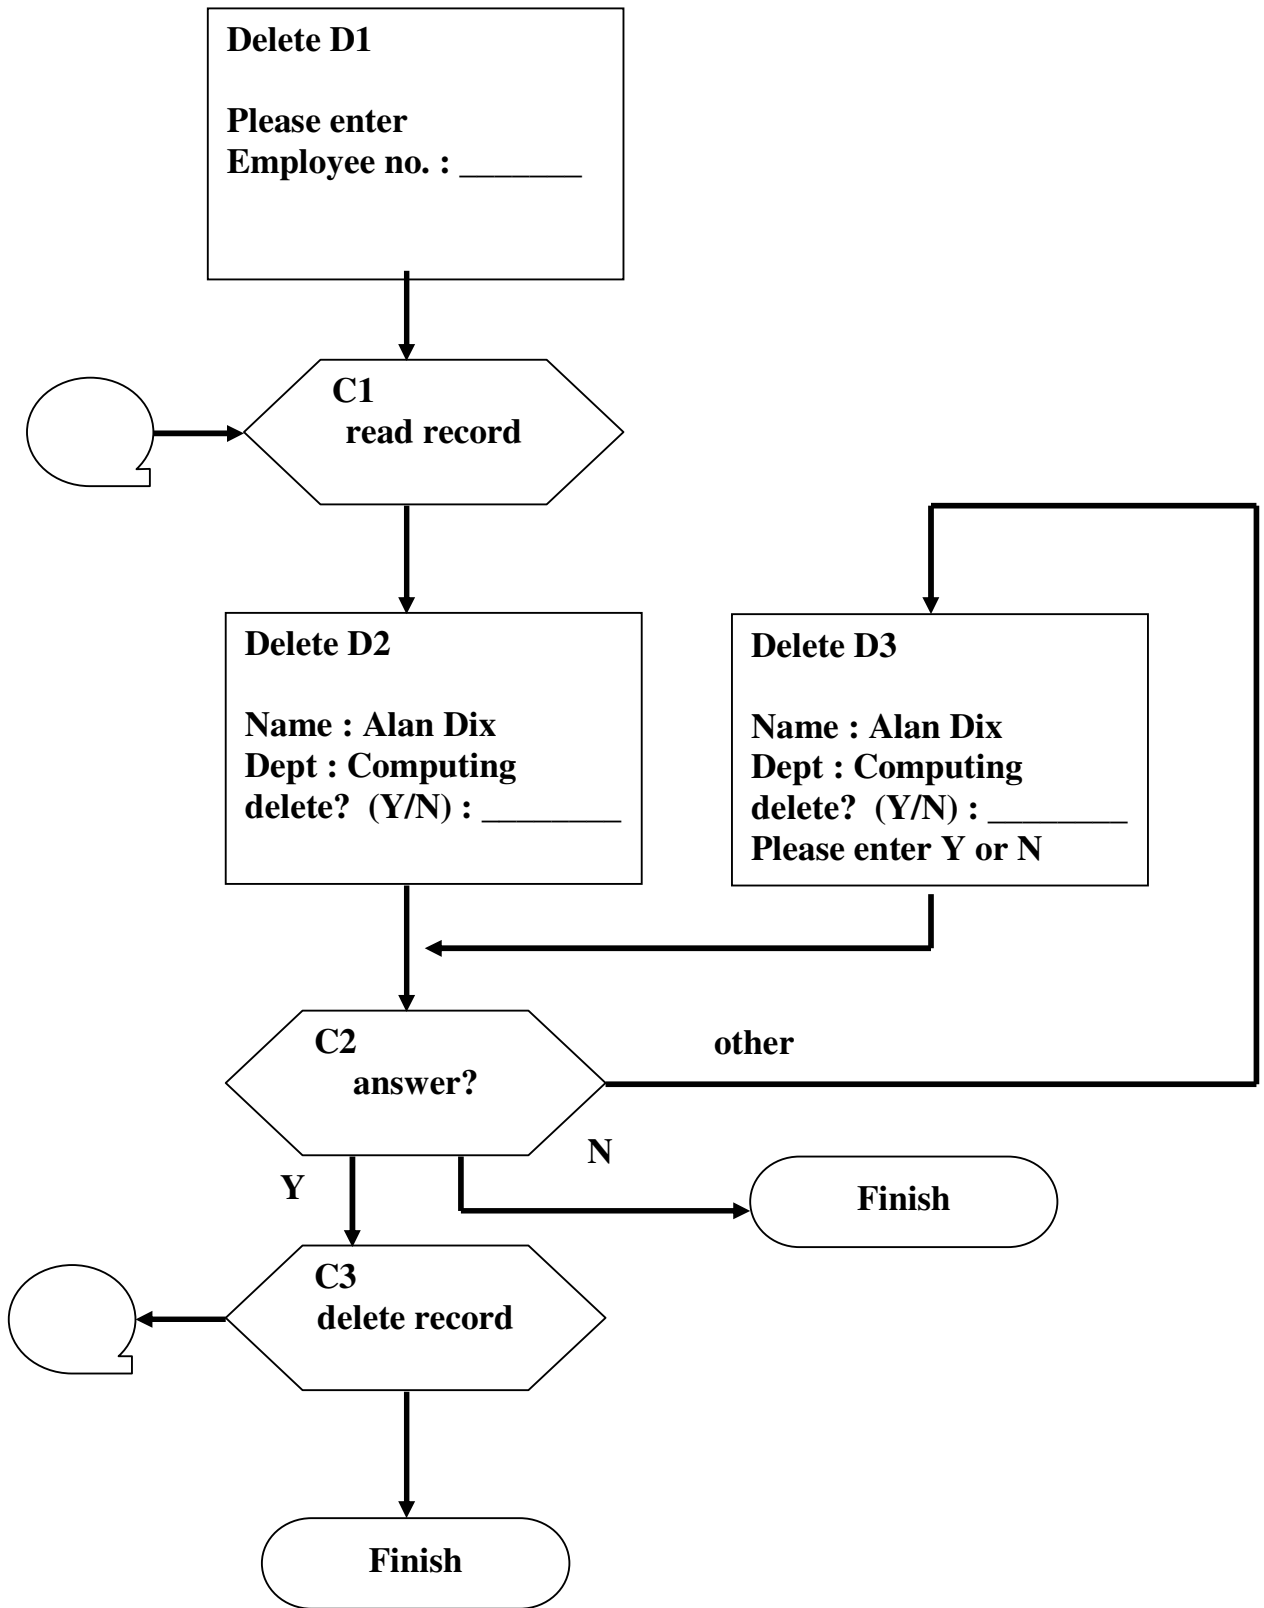 Delete D1
Please enter
Employee no. : _______
C1
read record
Delete D2
Name : Alan Dix
Dept : Computing
delete?  (Y/N) : ________
Delete D3
Name : Alan Dix
Dept : Computing
delete?  (Y/N) : ________
Please enter Y or N
C2
answer?
other
N
Y
Finish
C3
delete record
Finish